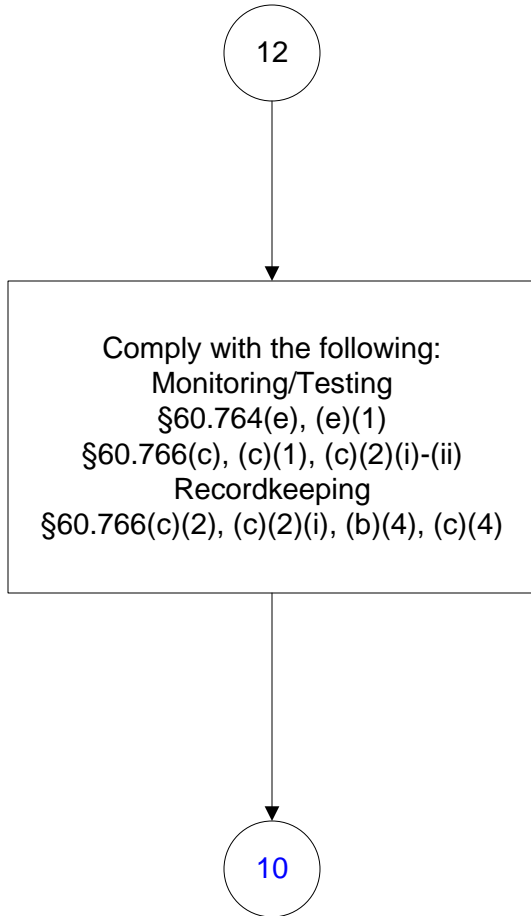 12
Comply with the following:
Monitoring/Testing
§60.764(e), (e)(1)
§60.766(c), (c)(1), (c)(2)(i)-(ii)
Recordkeeping
§60.766(c)(2), (c)(2)(i), (b)(4), (c)(4)
10